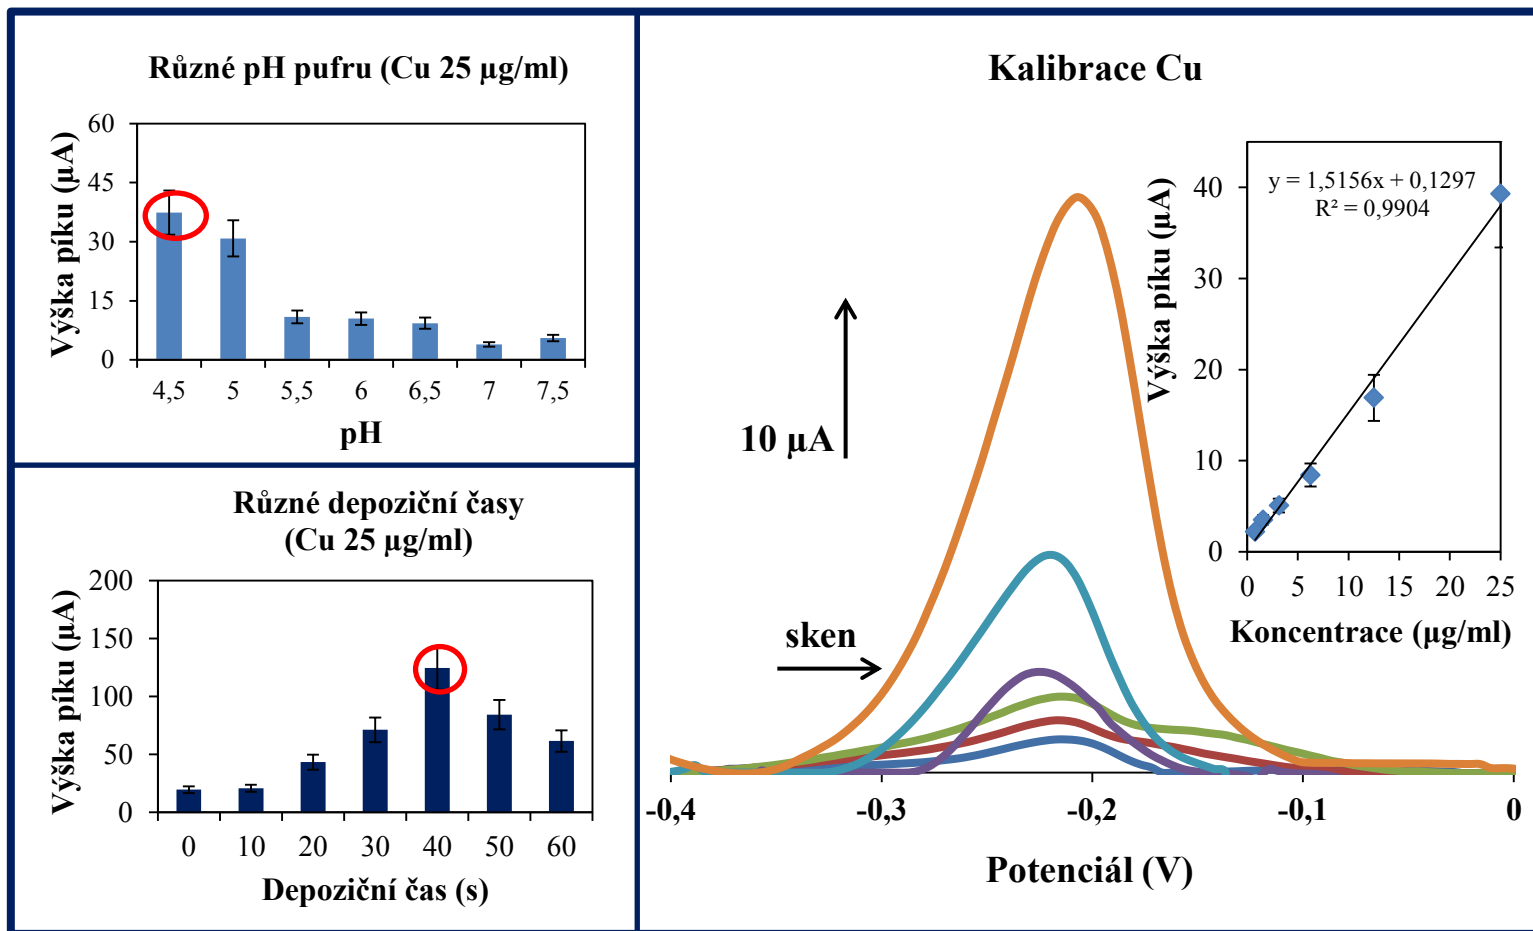 Různé pH pufru (Cu 25 µg/ml)
Výška píku (µA)
60
45
30
15
0
4,5 5 5,5 6 6,5 7 7,5
pH
Různé depoziční časy
(Cu 25 µg/ml)
Výška píku (µA)
200
150
100
50
0
0 10 20 30 40 50 60
Depoziční čas (s)
Kalibrace Cu
10 µA
sken
-0,4 -0,3 -0,2 -0,1 0
Potenciál (V)
y = 1,5156x + 0,1297
R² = 0,9904
Výška píku (µA)
40
30
20
10
0
0 5 10 15 20 25
Koncentrace (µg/ml)